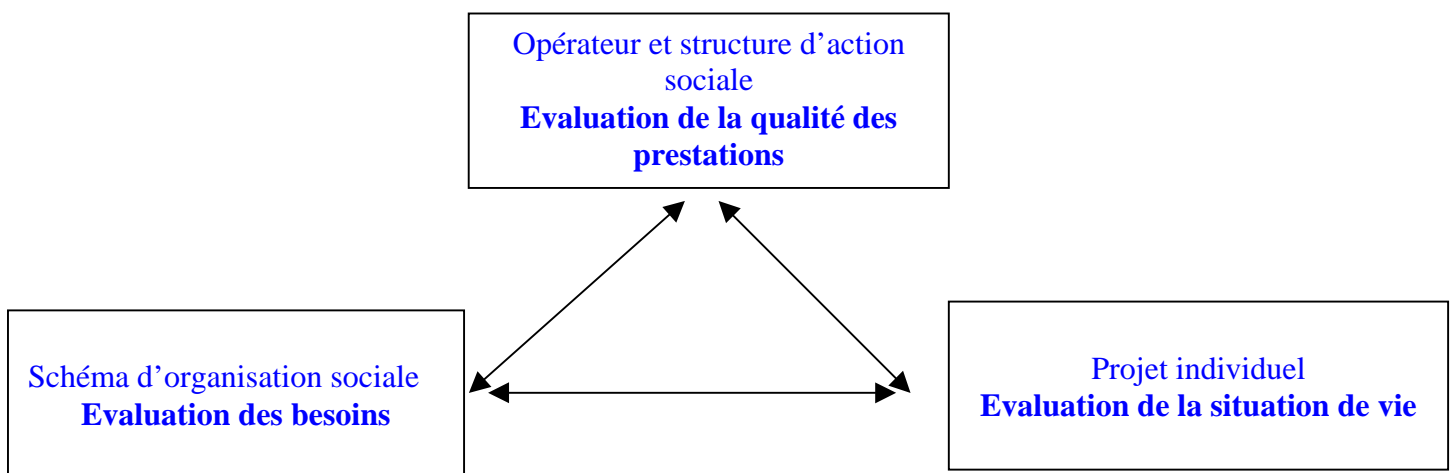 Opérateur et structure d’action
sociale
Evaluation de la qualité des
prestations
Schéma d’organisation sociale
Evaluation des besoins
Projet individuel
Evaluation de la situation de vie